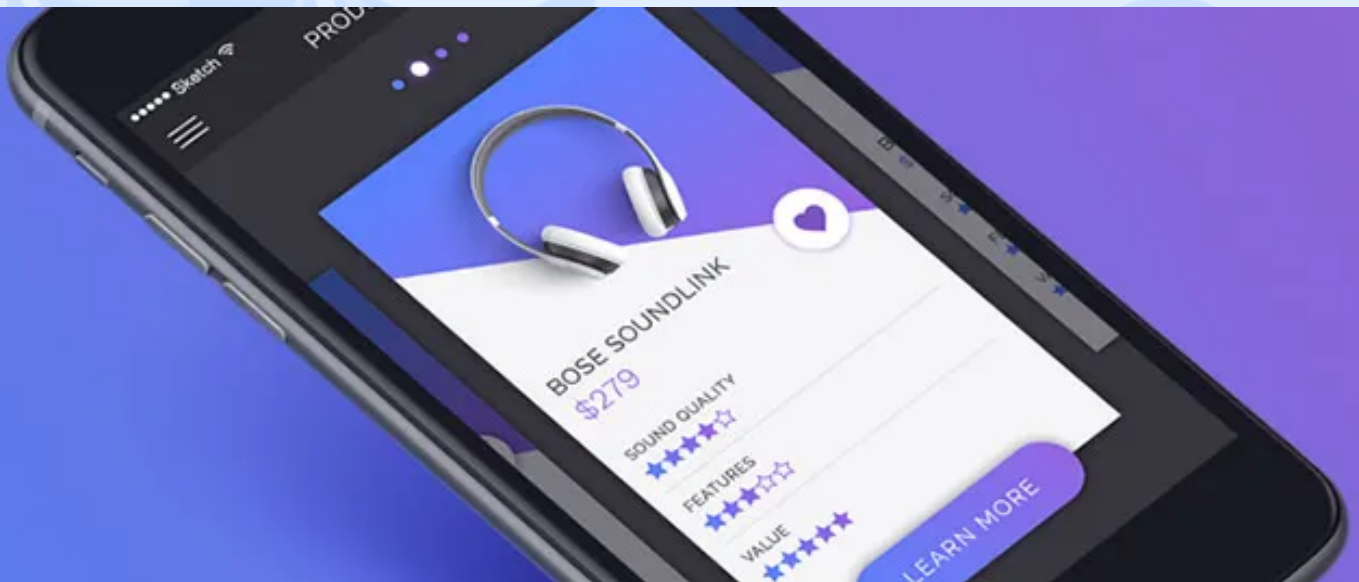 Sketch
BOSE SOUNDLINK
$279
SOUND QUALITY
FEATURES
VALUE
LEARN MORE